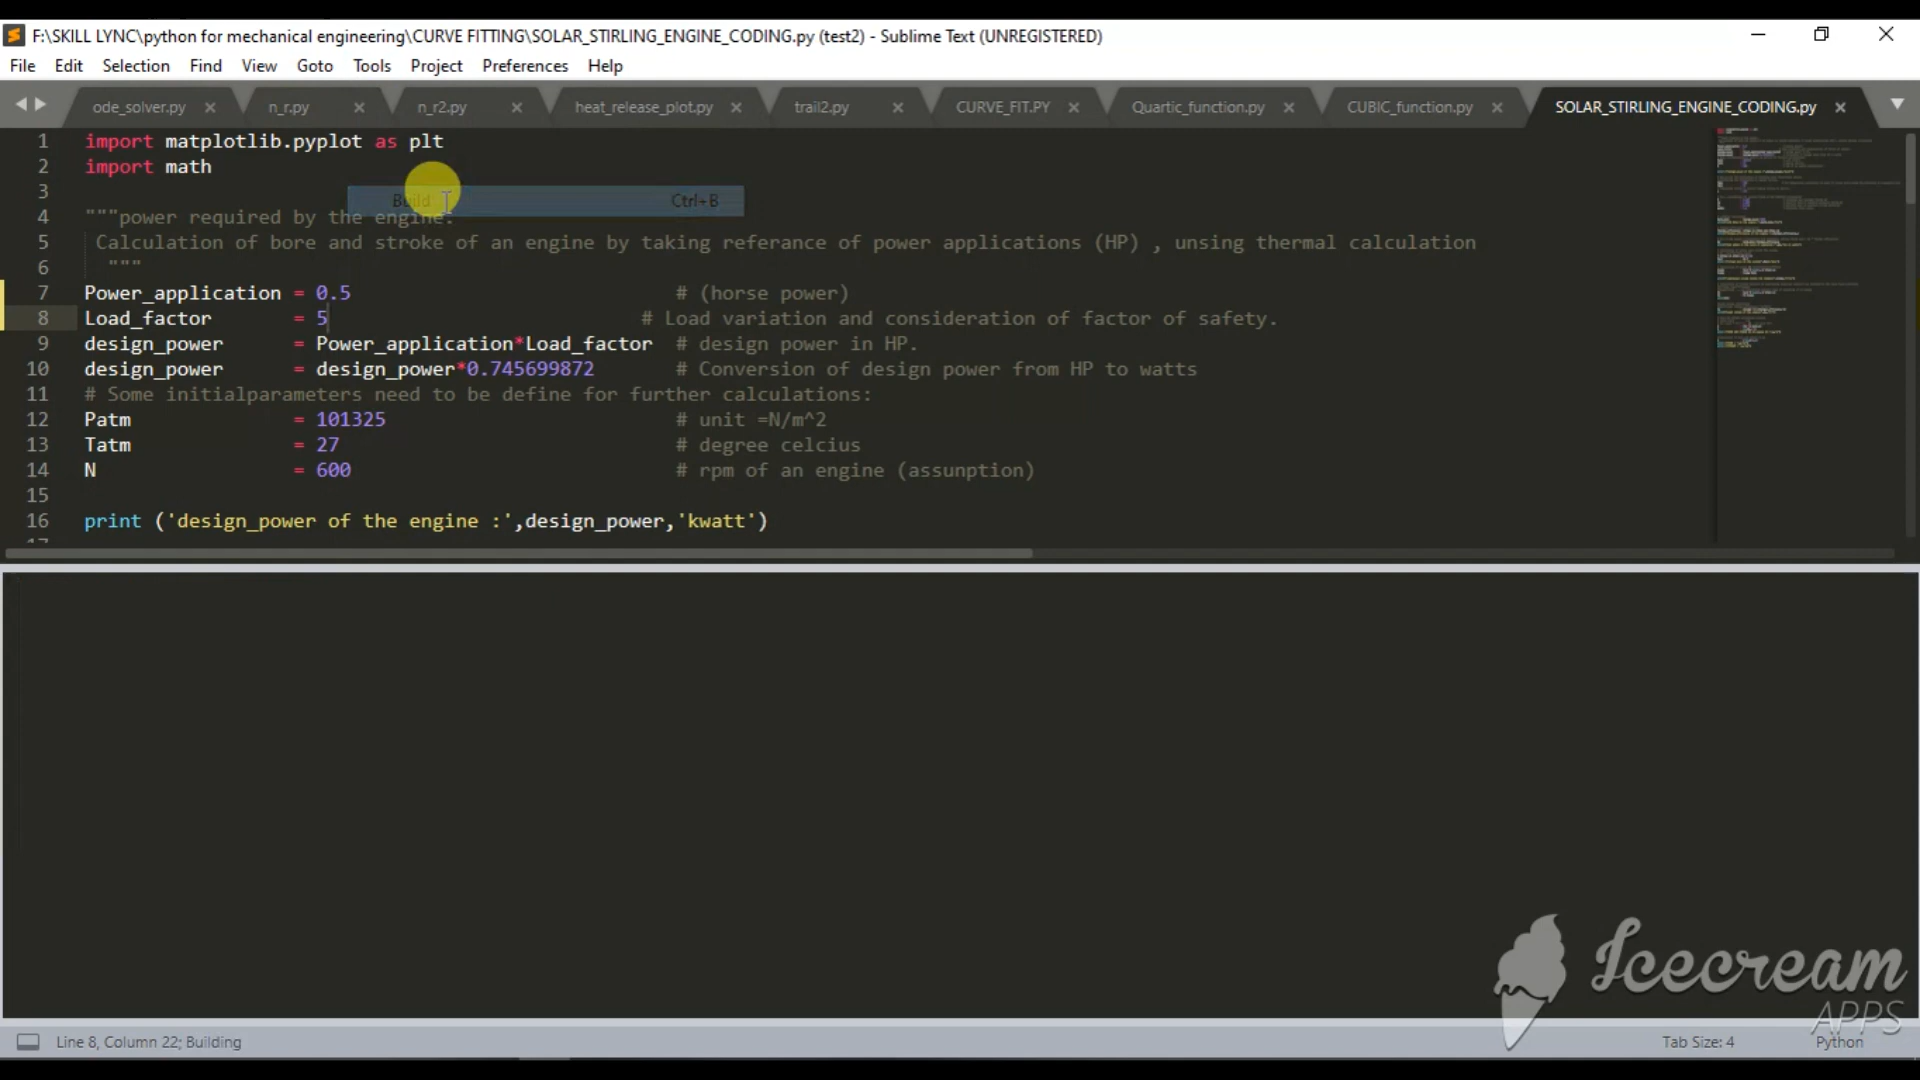 F:\SKILL LYNC\python for mechanical engineering\CURVE FITTING\SOLAR_STIRLING_ENGINE_CODING.py (test2) - Sublime Text (UNREGISTERED)
File Edit Selection Find View Goto Tools Project Preferences Help
ode_solver.py n_r.py n_r2.py heat_release_plot.py trail2.py CURVE_FIT.PY Quartic_function.py CUBIC_function.py SOLAR_STIRLING_ENGINE_CODING.py
1 import matplotlib.pyplot as plt
2 import math
3
Build Ctrl+B
4 """power required by the engine:
5 Calculation of bore and stroke of an engine by taking referance of power applications (HP) , unsing thermal calculation
6 """
7 Power_application = 0.5 # (horse power)
8 Load_factor = 5 # Load variation and consideration of factor of safety.
9 design_power = Power_application*Load_factor # design power in HP.
10 design_power = design_power*0.745699872 # Conversion of design power from HP to watts
11 # Some initialparameters need to be define for further calculations:
12 Patm = 101325 # unit =N/m^2
13 Tatm = 27 # degree celcius
14 N = 600 # rpm of an engine (assunption)
15
16 print ('design_power of the engine :',design_power,'kwatt')
17
Icecream
APPS
Line 8, Column 22; Building Tab Size: 4 Python